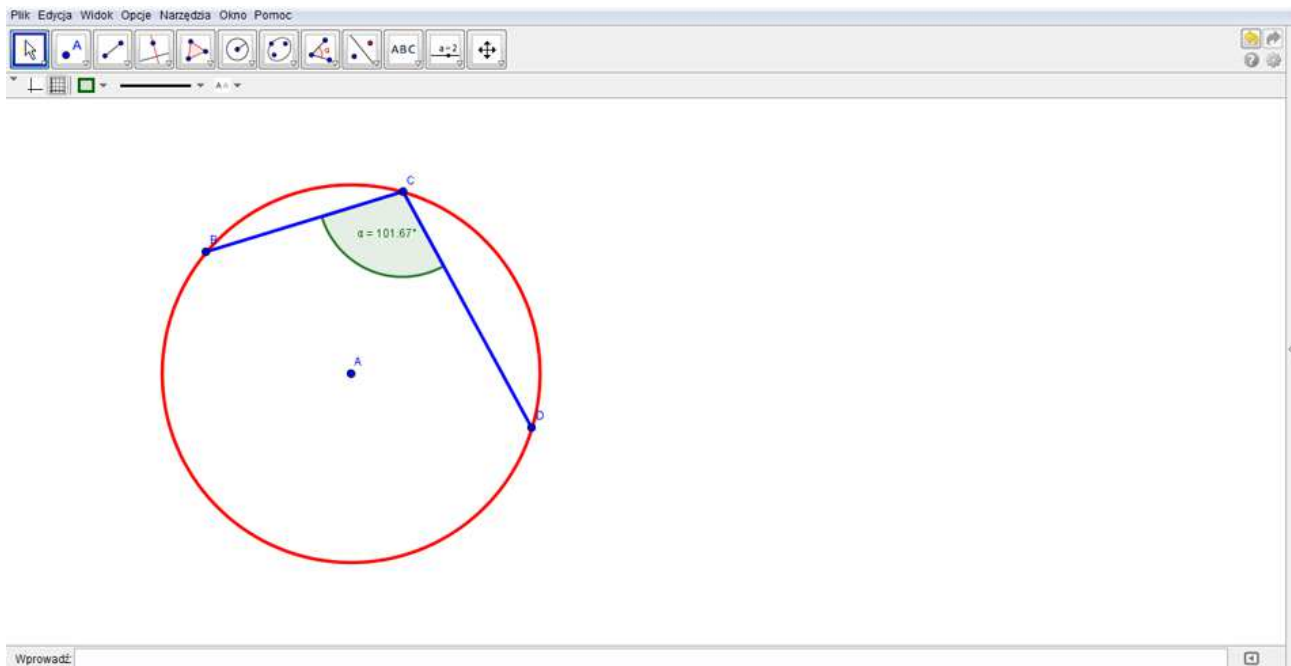 Plik Edycja Widok Opcje Narzędzia Okno Pomoc
A α ABC a=2
A A
C
B
α = 101.67°
A
D
Wprowadź: